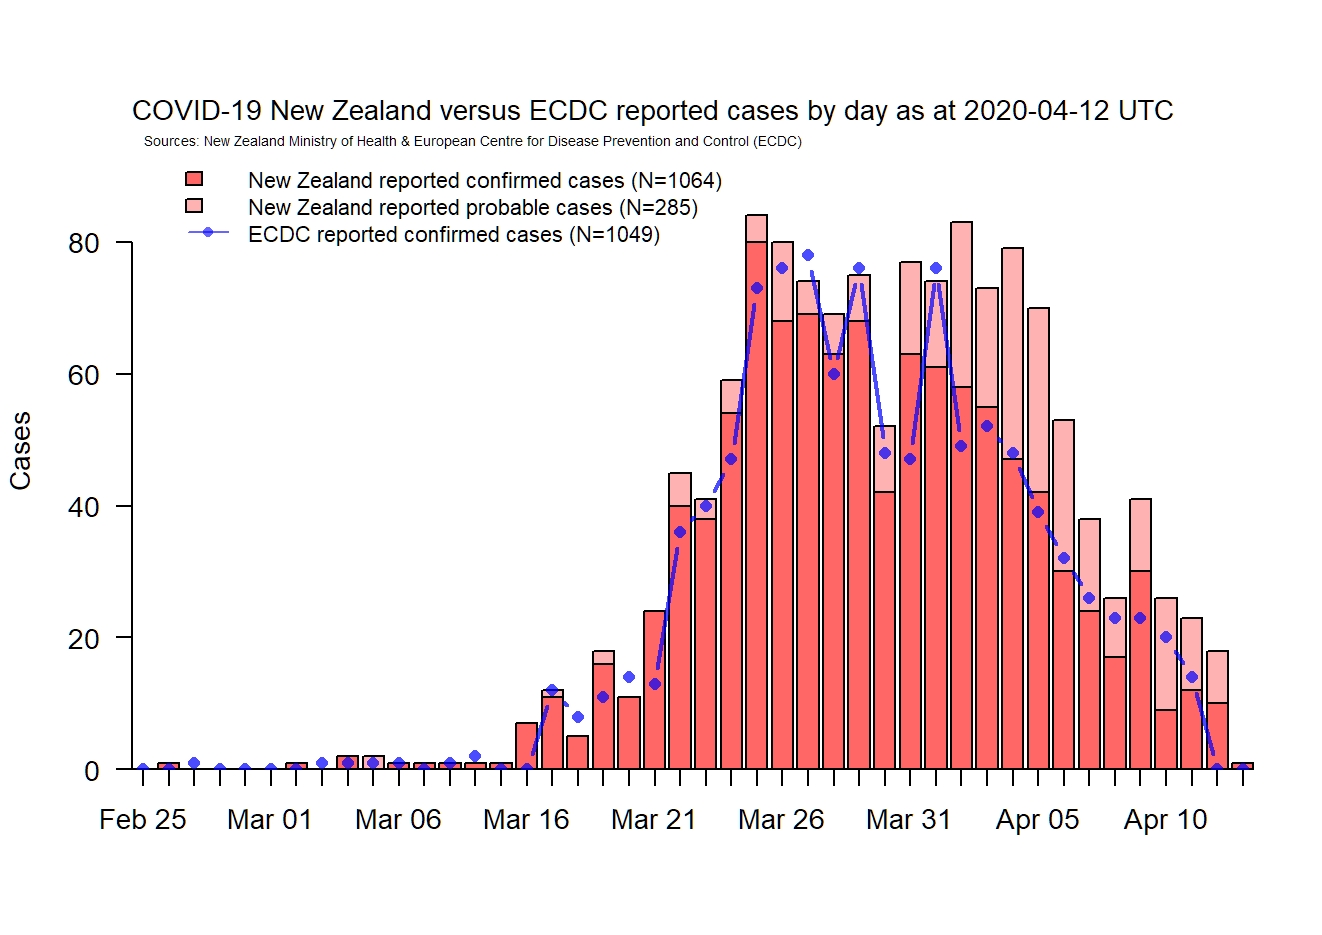 COVID-19 New Zealand versus ECDC reported cases by day as at 2020-04-12 UTC
Sources: New Zealand Ministry of Health & European Centre for Disease Prevention and Control (ECDC)
New Zealand reported confirmed cases (N=1064)
New Zealand reported probable cases (N=285)
ECDC reported confirmed cases (N=1049)
80
60
40
20
0
Cases
Feb 25 Mar 01 Mar 06 Mar 16 Mar 21 Mar 26 Mar 31 Apr 05 Apr 10